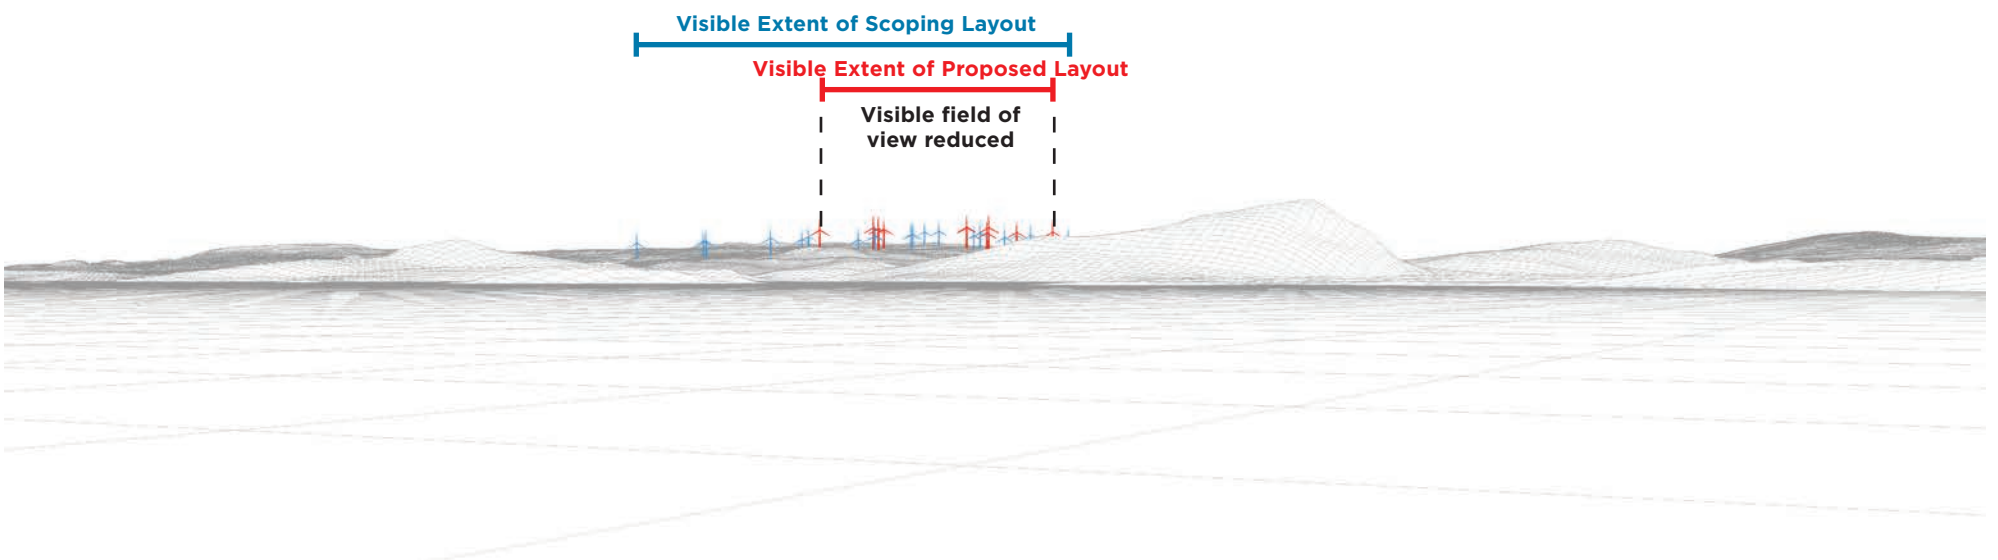 Visible Extent of Scoping Layout
Visible Extent of Proposed Layout
Visible field of
view reduced